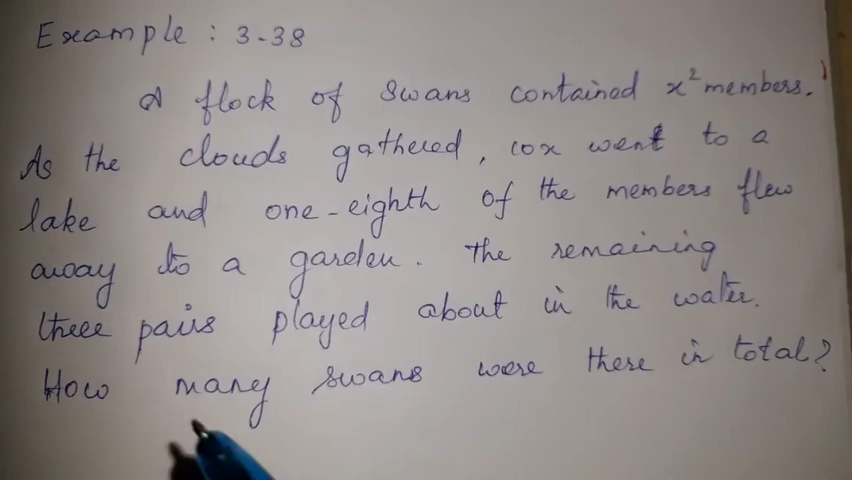 Example : 3-38
A flock of swans contained x² members.
As the clouds gathered, 10x went to a
lake and one-eighth of the members flew
away to a garden. The remaining
three pairs played about in the water.
How many swans were there in total?